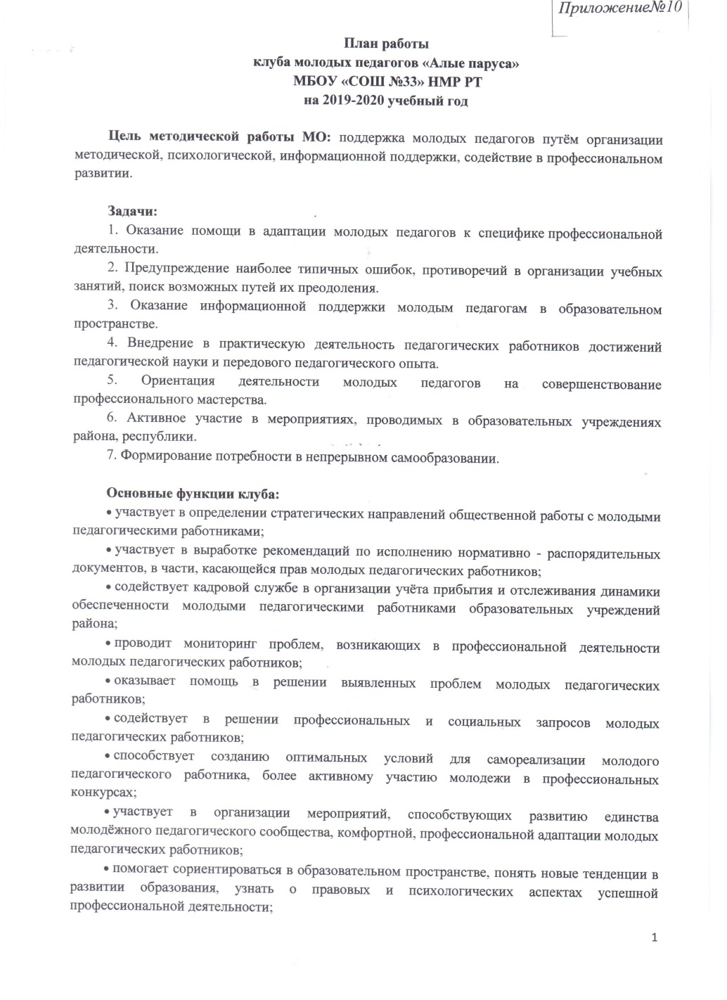 Приложение№10
План работы
клуба молодых педагогов «Алые паруса»
МБОУ «СОШ №33» НМР РТ
на 2019-2020 учебный год
Цель методической работы МО: поддержка молодых педагогов путём организации
методической, психологической, информационной поддержки, содействие в профессиональном
развитии.
Задачи:
1. Оказание помощи в адаптации молодых педагогов к специфике профессиональной
деятельности.
2. Предупреждение наиболее типичных ошибок, противоречий в организации учебных
занятий, поиск возможных путей их преодоления.
3. Оказание информационной поддержки молодым педагогам в образовательном
пространстве.
4. Внедрение в практическую деятельность педагогических работников достижений
педагогической науки и передового педагогического опыта.
5. Ориентация деятельности молодых педагогов на совершенствование
профессионального мастерства.
6. Активное участие в мероприятиях, проводимых в образовательных учреждениях
района, республики.
7. Формирование потребности в непрерывном самообразовании.
Основные функции клуба:
• участвует в определении стратегических направлений общественной работы с молодыми
педагогическими работниками;
• участвует в выработке рекомендаций по исполнению нормативно - распорядительных
документов, в части, касающейся прав молодых педагогических работников;
• содействует кадровой службе в организации учёта прибытия и отслеживания динамики
обеспеченности молодыми педагогическими работниками образовательных учреждений
района;
• проводит мониторинг проблем, возникающих в профессиональной деятельности
молодых педагогических работников;
• оказывает помощь в решении выявленных проблем молодых педагогических
работников;
• содействует в решении профессиональных и социальных запросов молодых
педагогических работников;
• способствует созданию оптимальных условий для самореализации молодого
педагогического работника, более активному участию молодежи в профессиональных
конкурсах;
• участвует в организации мероприятий, способствующих развитию единства
молодёжного педагогического сообщества, комфортной, профессиональной адаптации молодых
педагогических работников;
• помогает сориентироваться в образовательном пространстве, понять новые тенденции в
развитии образования, узнать о правовых и психологических аспектах успешной
профессиональной деятельности;
1